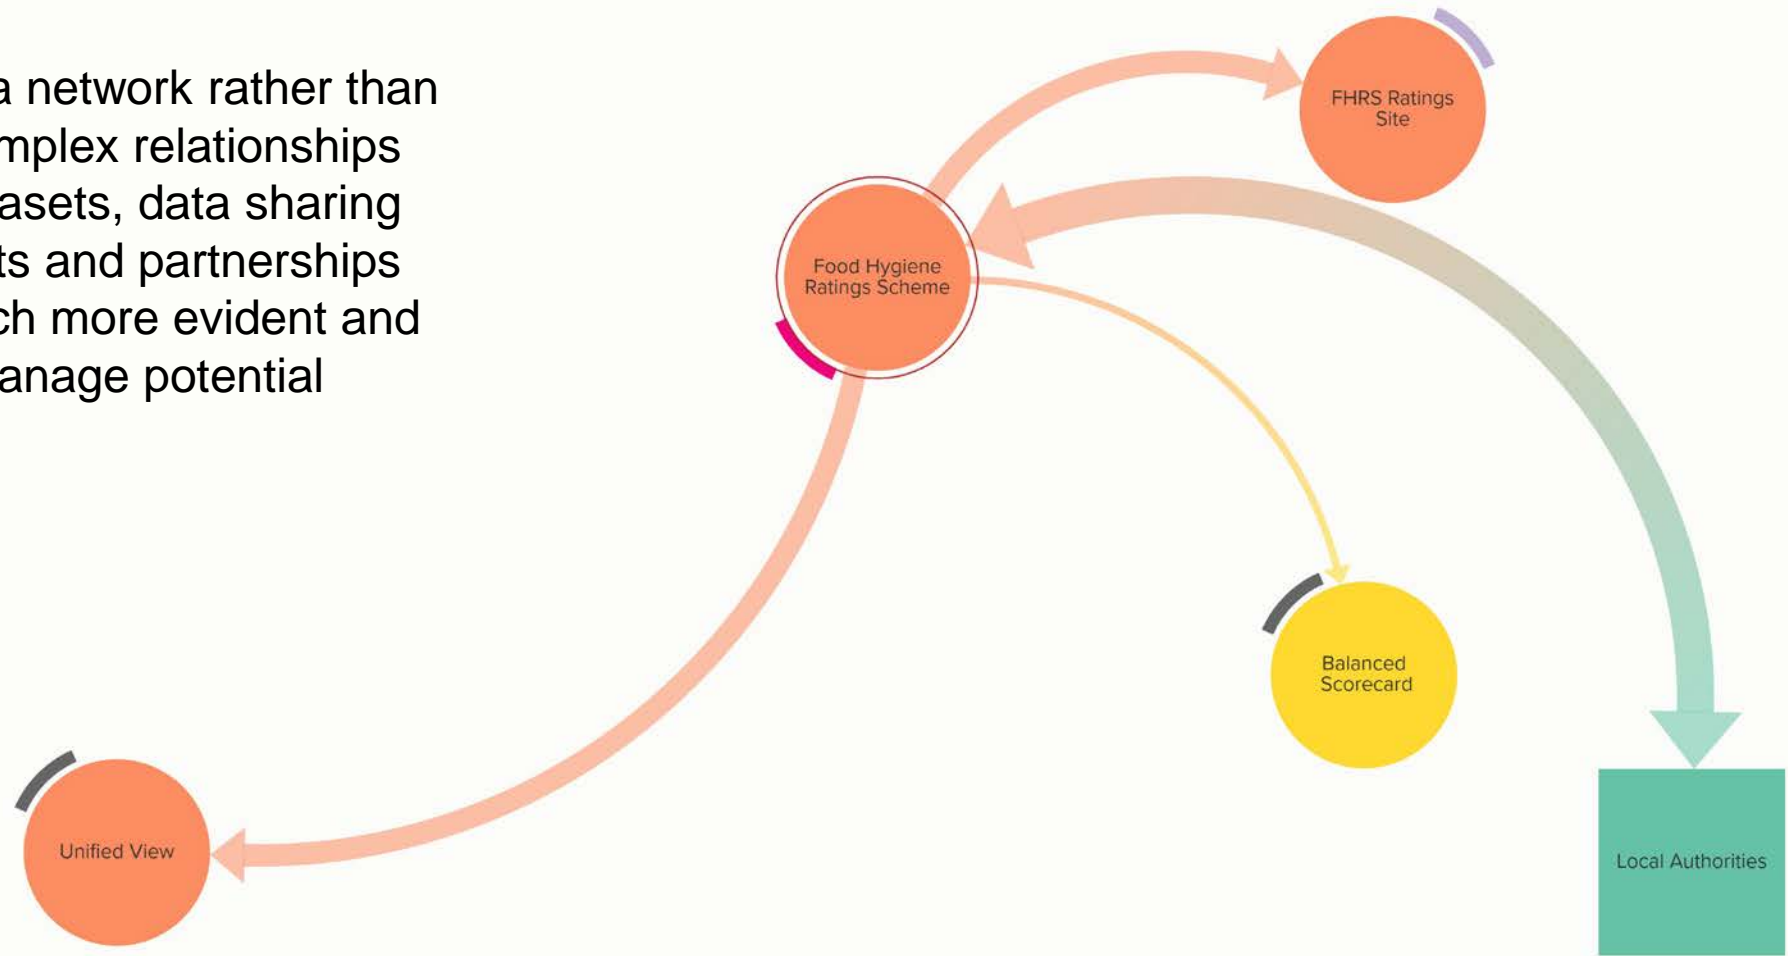 a network rather than
mplex relationships
asets, data sharing
ts and partnerships
ch more evident and
anage potential
FHRS Ratings
Site
Food Hygiene
Ratings Scheme
Balanced
Scorecard
Unified View
Local Authorities